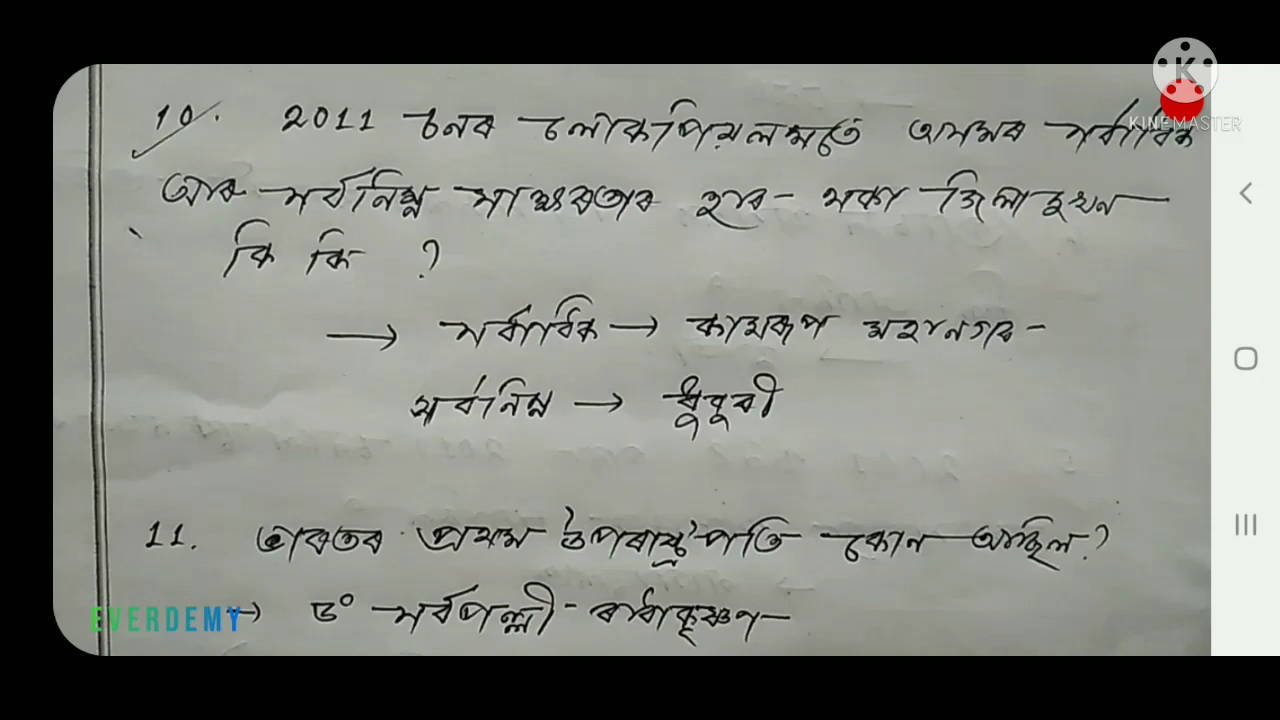 10. 2011 চনৰ লোকপিয়লমতে অসমৰ সৰ্বাধিক
আৰু সৰ্বনিম্ন সাক্ষৰতাৰ হাৰ থকা জিলা দুখন
কি কি ?
→ সৰ্বাধিক → কামৰূপ মহানগৰ
সৰ্বনিম্ন → ধুবুৰী
11. ভাৰতৰ প্ৰথম উপৰাষ্ট্ৰপতি কোন আছিল?
→ ড° সৰ্বপল্লী ৰাধাকৃষ্ণণ
EVERDEMY
KINEMASTER